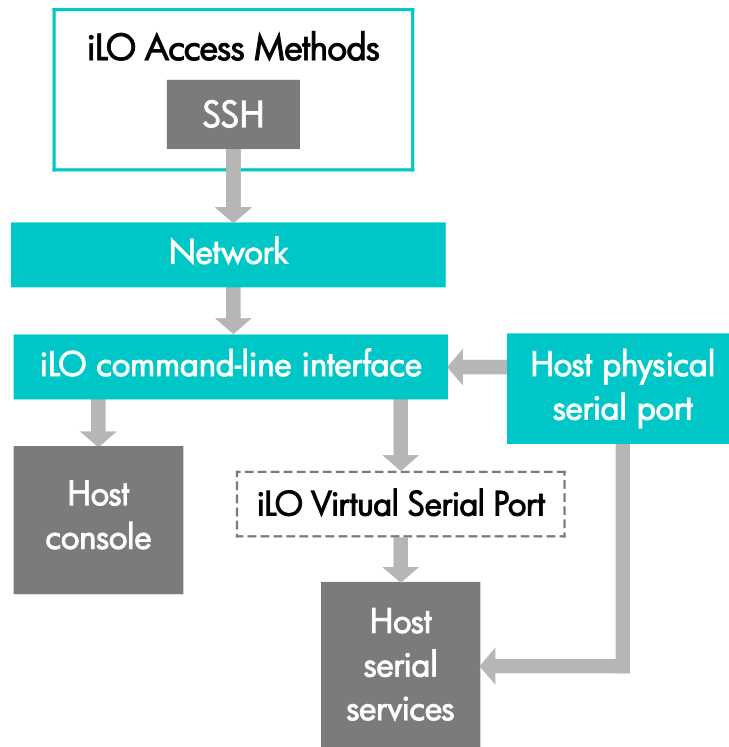 iLO Access Methods
SSH
Network
iLO command-line interface
Host physical
serial port
Host
console
iLO Virtual Serial Port
Host
serial
services